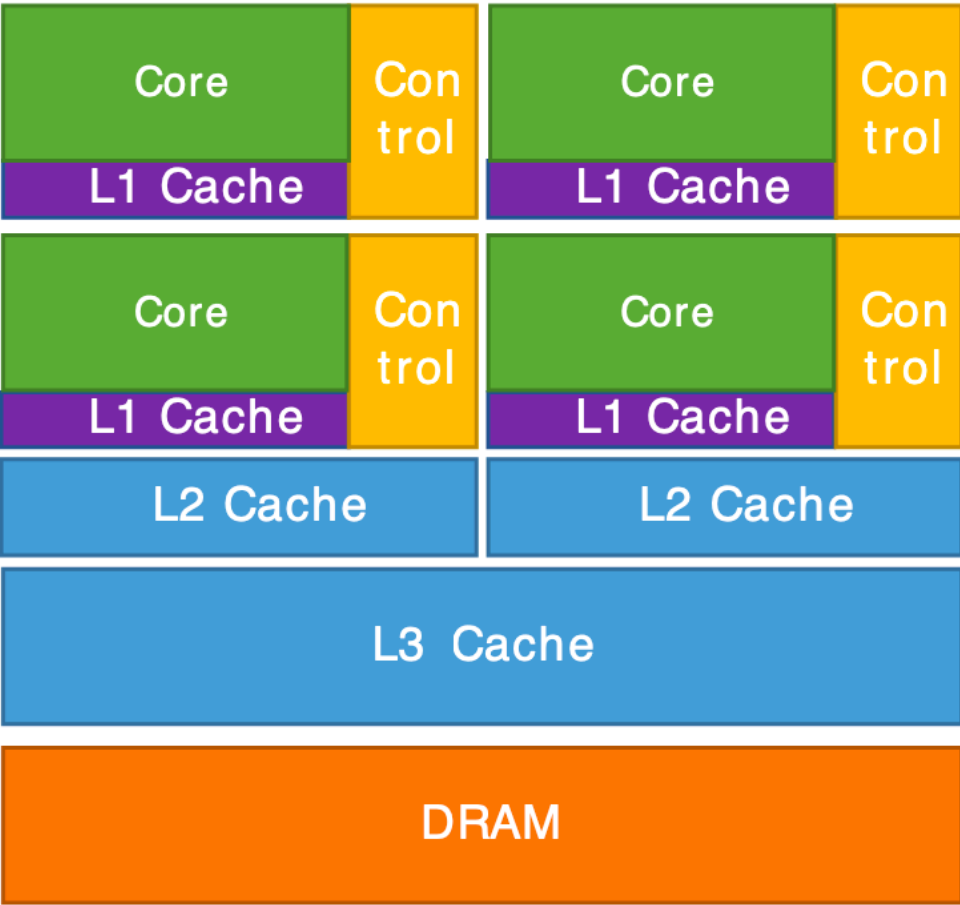 Core
Con
trol
L1 Cache
Core
Con
trol
L1 Cache
Core
Con
trol
L1 Cache
Core
Con
trol
L1 Cache
L2 Cache
L2 Cache
L3 Cache
DRAM